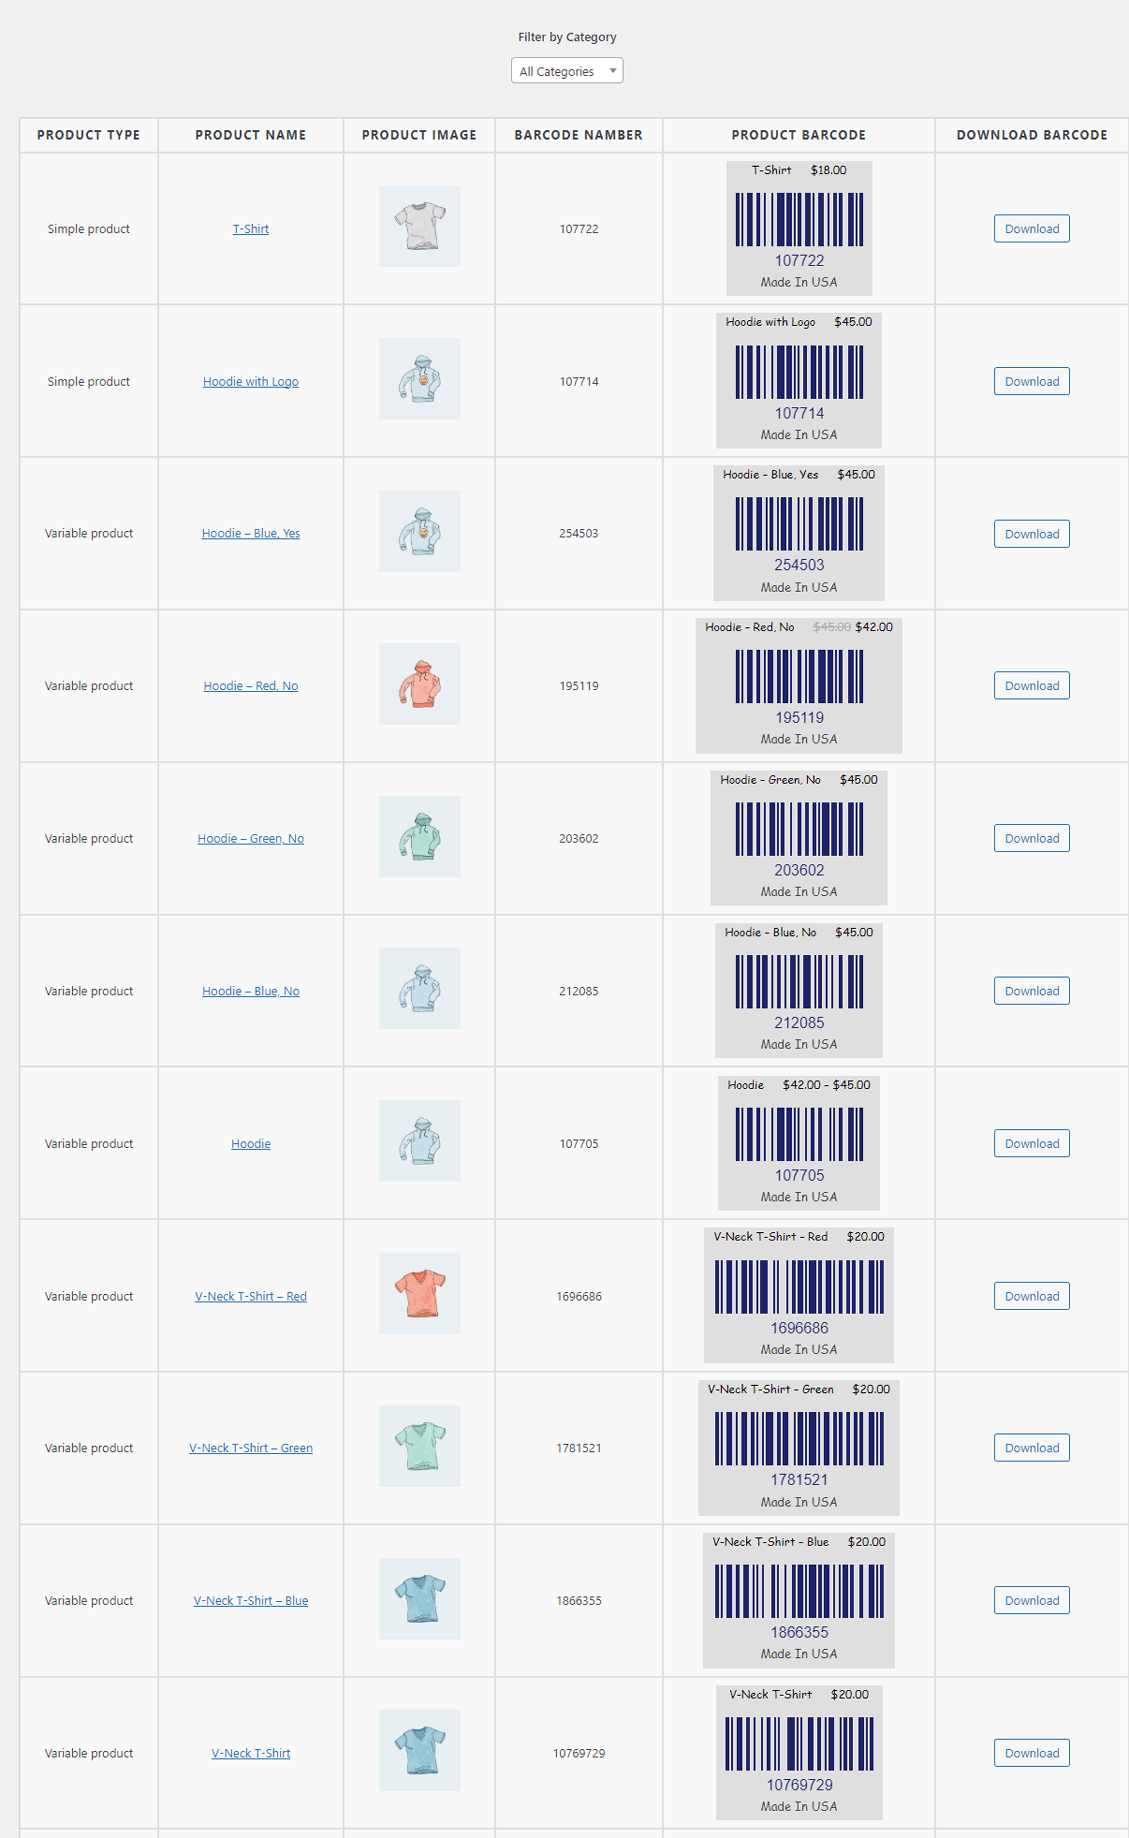 Filter by Category
All Categories
PRODUCT TYPE PRODUCT NAME PRODUCT IMAGE BARCODE NAMBER PRODUCT BARCODE DOWNLOAD BARCODE
T-Shirt $18.00
Simple product T-Shirt 107722 Download
107722
Made In USA
Hoodie with Logo $45.00
Simple product Hoodie with Logo 107714 Download
107714
Made In USA
Hoodie – Blue, Yes $45.00
Variable product Hoodie – Blue, Yes 254503 Download
254503
Made In USA
Hoodie – Red, No $45.00 $42.00
Variable product Hoodie – Red, No 195119 Download
195119
Made In USA
Hoodie – Green, No $45.00
Variable product Hoodie – Green, No 203602 Download
203602
Made In USA
Hoodie – Blue, No $45.00
Variable product Hoodie – Blue, No 212085 Download
212085
Made In USA
Hoodie $42.00 – $45.00
Variable product Hoodie 107705 Download
107705
Made In USA
V-Neck T-Shirt – Red $20.00
Variable product V-Neck T-Shirt – Red 1696686 Download
1696686
Made In USA
V-Neck T-Shirt – Green $20.00
Variable product V-Neck T-Shirt – Green 1781521 Download
1781521
Made In USA
V-Neck T-Shirt – Blue $20.00
Variable product V-Neck T-Shirt – Blue 1866355 Download
1866355
Made In USA
V-Neck T-Shirt $20.00
Variable product V-Neck T-Shirt 10769729 Download
10769729
Made In USA